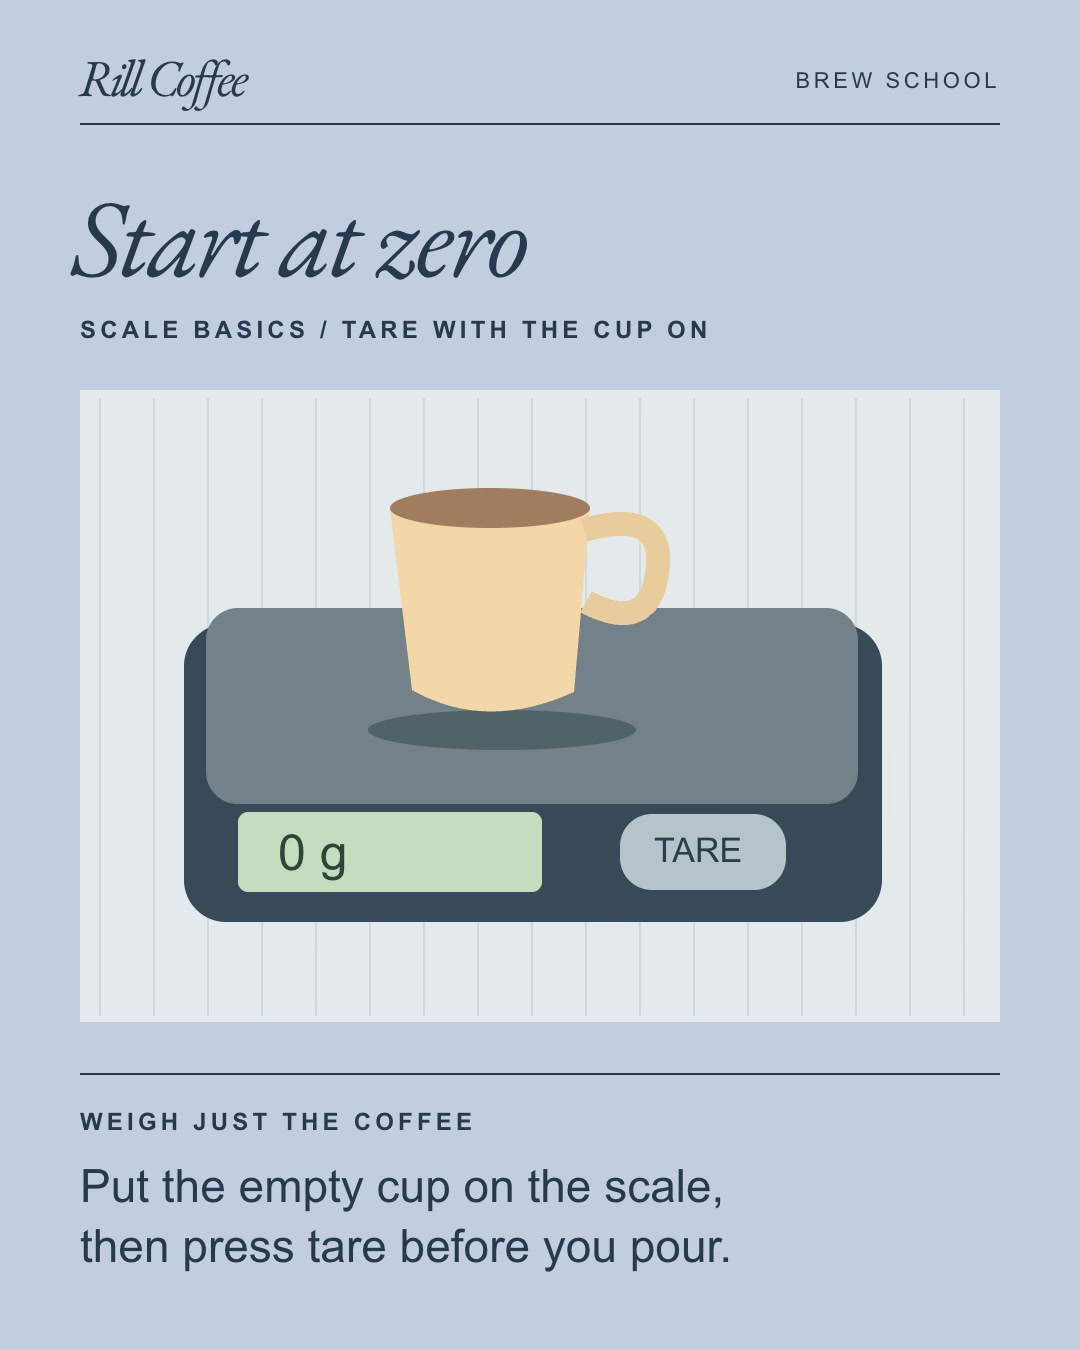 Rill Coffee
BREW SCHOOL
Start at zero
SCALE BASICS / TARE WITH THE CUP ON
0 g
TARE
WEIGH JUST THE COFFEE
Put the empty cup on the scale,
then press tare before you pour.